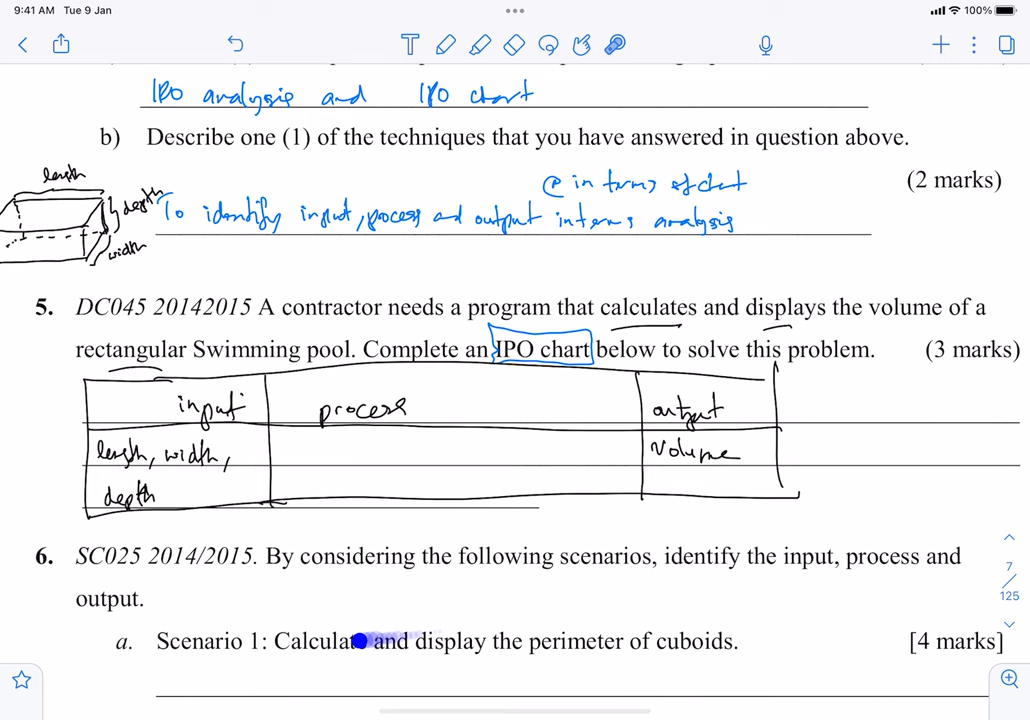 9:41 AM Tue 9 Jan
100%
IPO analysis and IPO chart
b) Describe one (1) of the techniques that you have answered in question above.
(2 marks)
length
depth
width
@ in terms of chart
To identify input, process and output in terms analysis
5. DC045 20142015 A contractor needs a program that calculates and displays the volume of a
rectangular Swimming pool. Complete an IPO chart below to solve this problem. (3 marks)
input process output
length, width, Volume
depth
6. SC025 2014/2015. By considering the following scenarios, identify the input, process and
output.
7
125
a. Scenario 1: Calculate and display the perimeter of cuboids. [4 marks]